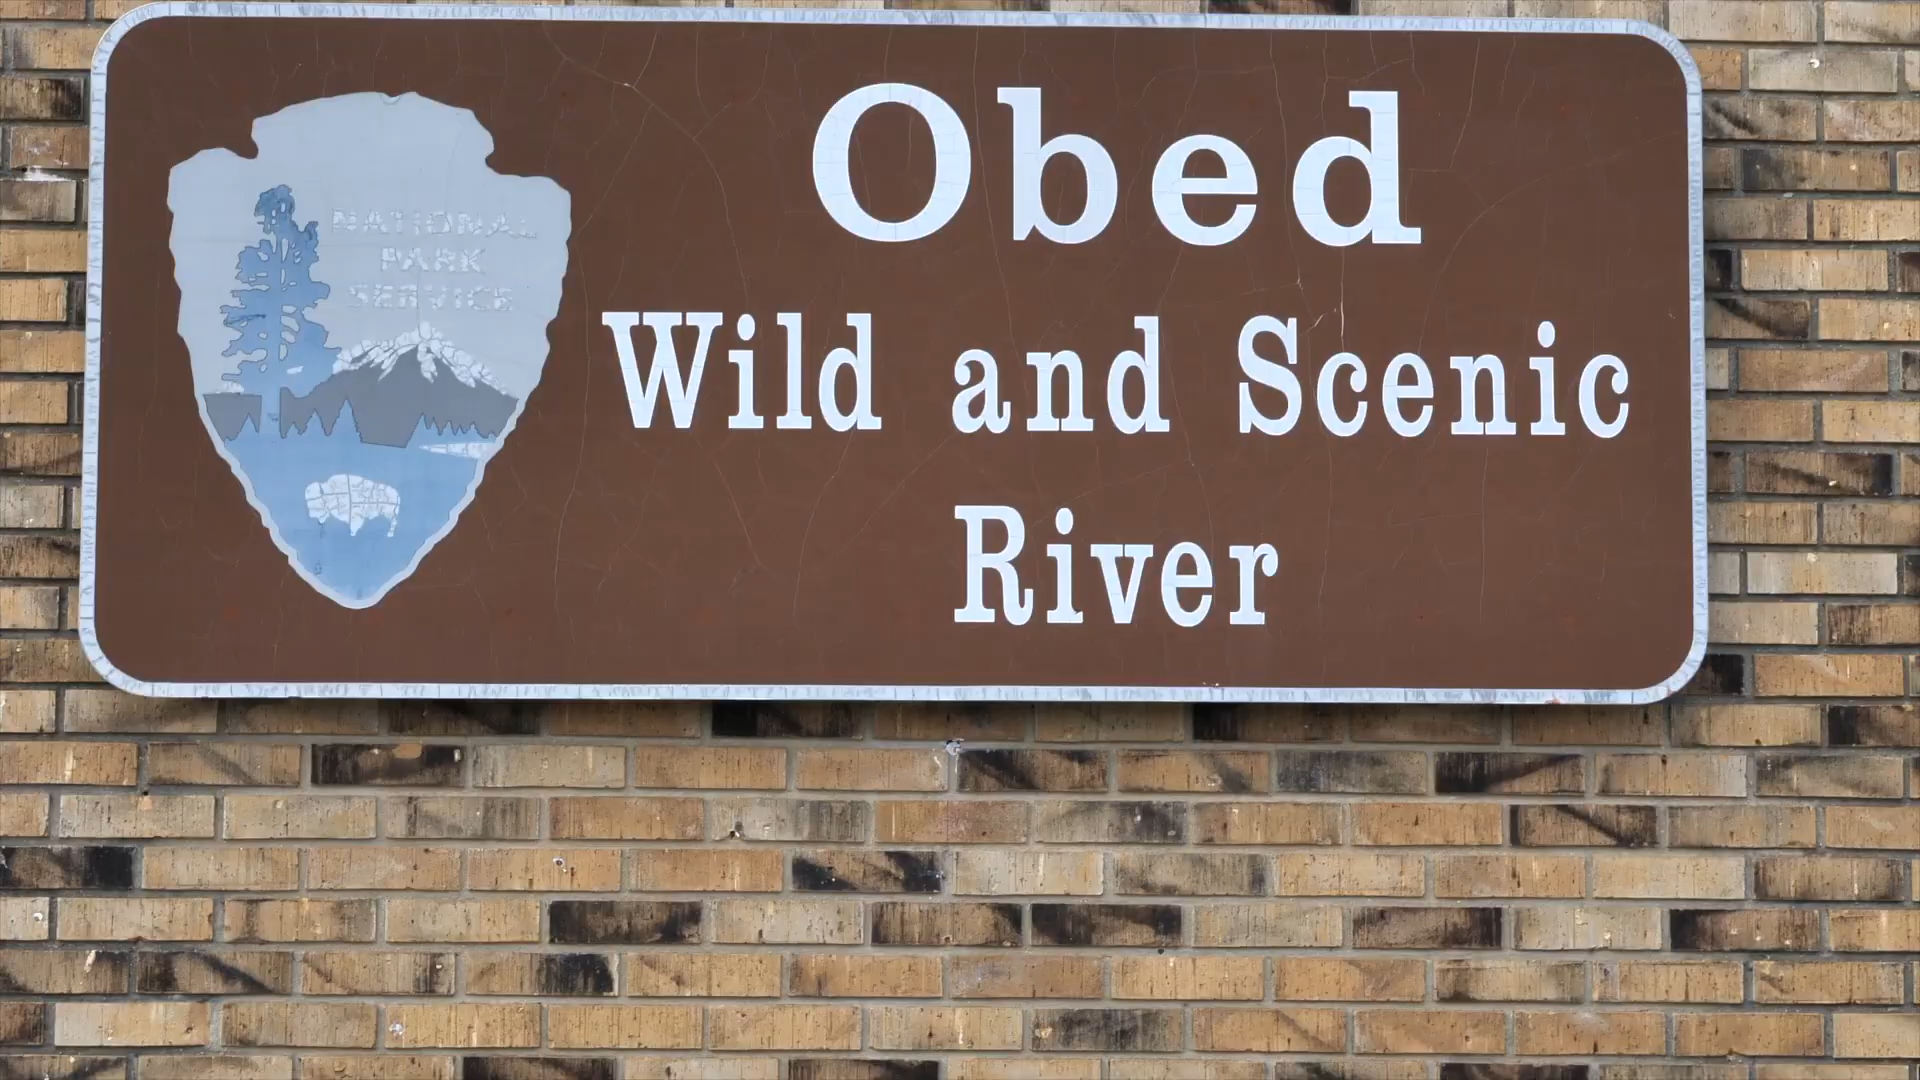 Obed
Wild and Scenic
River
NATIONAL
PARK
SERVICE